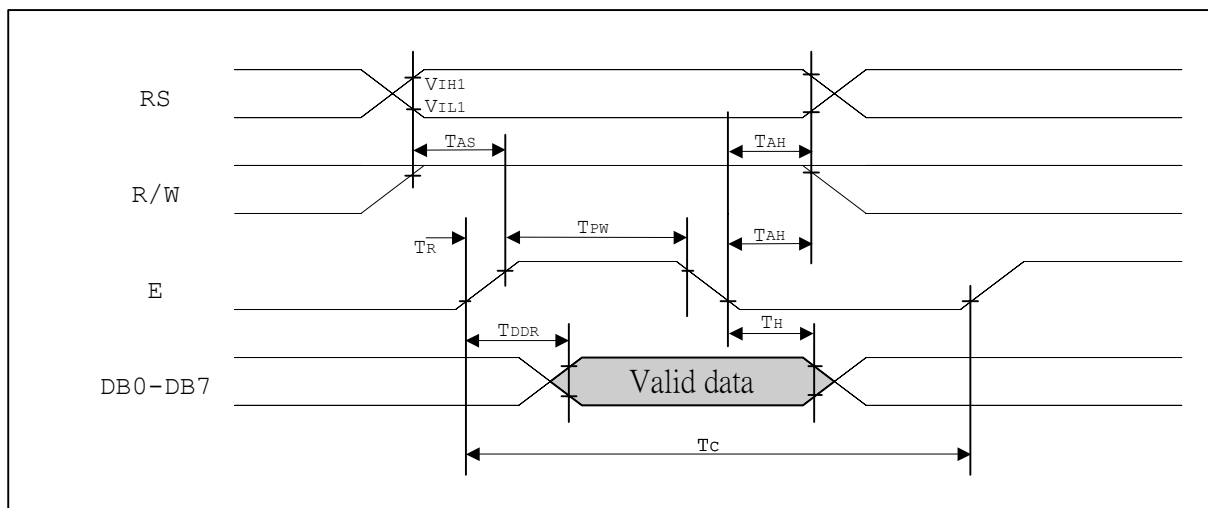 RS
VIH1
VIL1
TAS
TAH
R/W
TPW
TR
TAH
E
TDDR
TH
DB0-DB7
Valid data
TC